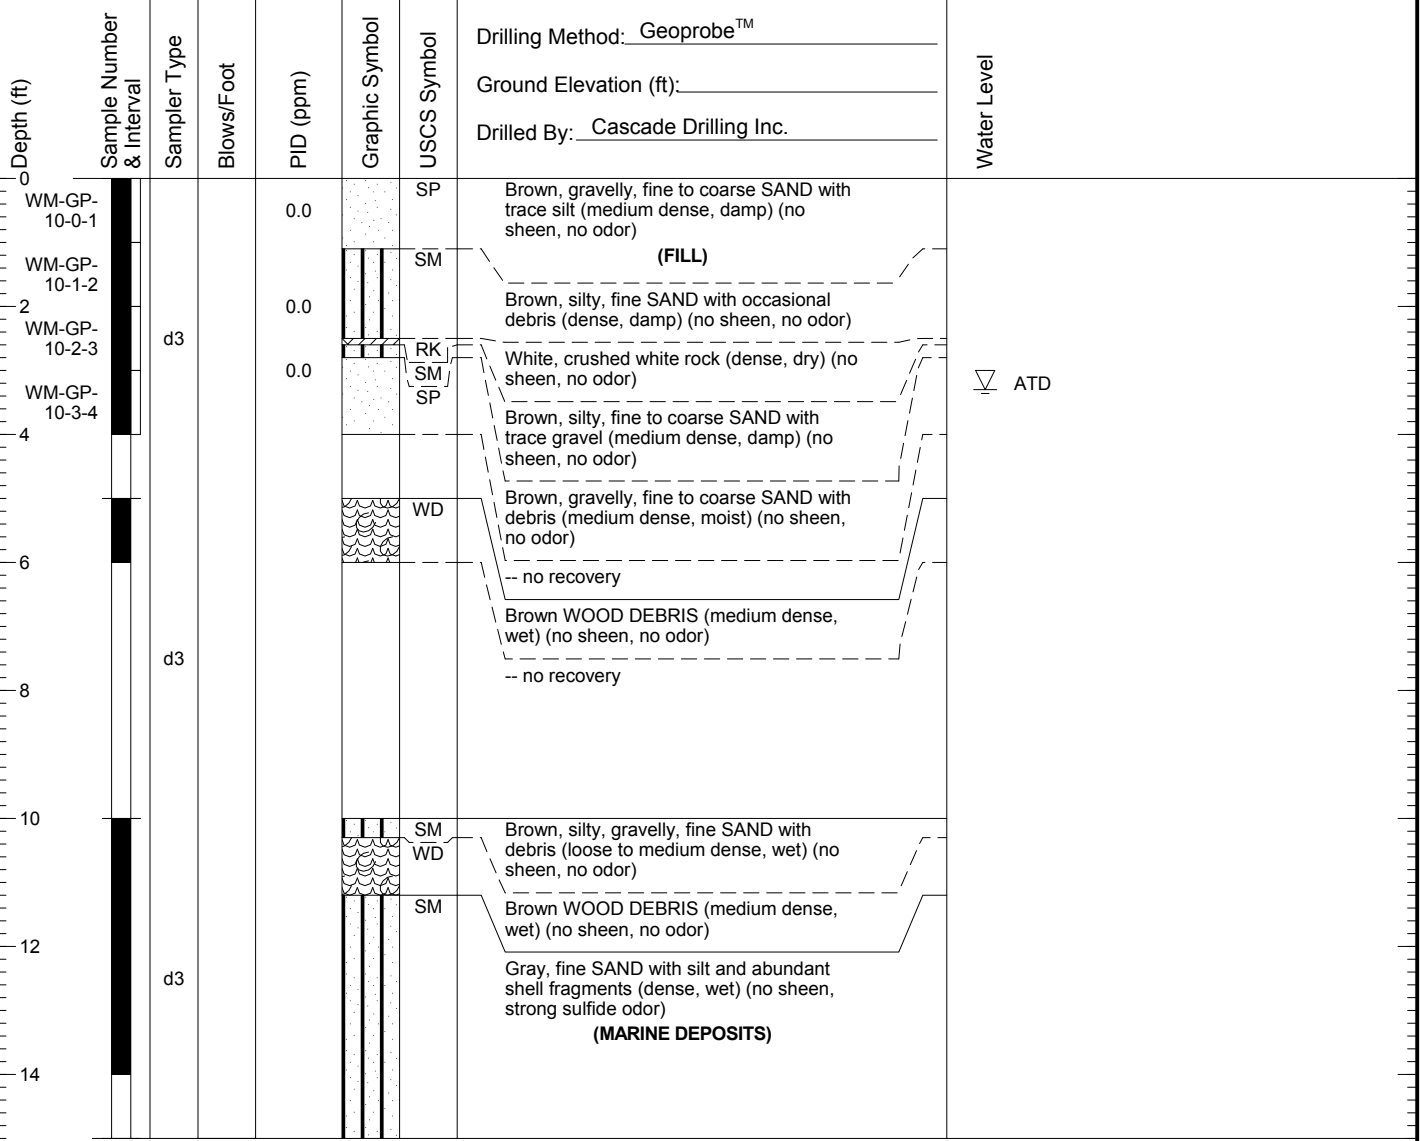 Depth (ft)
Sample Number
& Interval
Sampler Type
Blows/Foot
PID (ppm)
Graphic Symbol
USCS Symbol
Drilling Method: Geoprobe™
Ground Elevation (ft):
Drilled By: Cascade Drilling Inc.
Water Level
0
WM-GP-
10-0-1
WM-GP-
10-1-2
2
WM-GP-
10-2-3
WM-GP-
10-3-4
4
6
8
10
12
14
d3
d3
d3
0.0
0.0
0.0
SP
SM
RK
SM
SP
WD
SM
WD
SM
Brown, gravelly, fine to coarse SAND with
trace silt (medium dense, damp) (no
sheen, no odor)
(FILL)
Brown, silty, fine SAND with occasional
debris (dense, damp) (no sheen, no odor)
White, crushed white rock (dense, dry) (no
sheen, no odor)
Brown, silty, fine to coarse SAND with
trace gravel (medium dense, damp) (no
sheen, no odor)
Brown, gravelly, fine to coarse SAND with
debris (medium dense, moist) (no sheen,
no odor)
-- no recovery
Brown WOOD DEBRIS (medium dense,
wet) (no sheen, no odor)
-- no recovery
Brown, silty, gravelly, fine SAND with
debris (loose to medium dense, wet) (no
sheen, no odor)
Brown WOOD DEBRIS (medium dense,
wet) (no sheen, no odor)
Gray, fine SAND with silt and abundant
shell fragments (dense, wet) (no sheen,
strong sulfide odor)
(MARINE DEPOSITS)
ATD